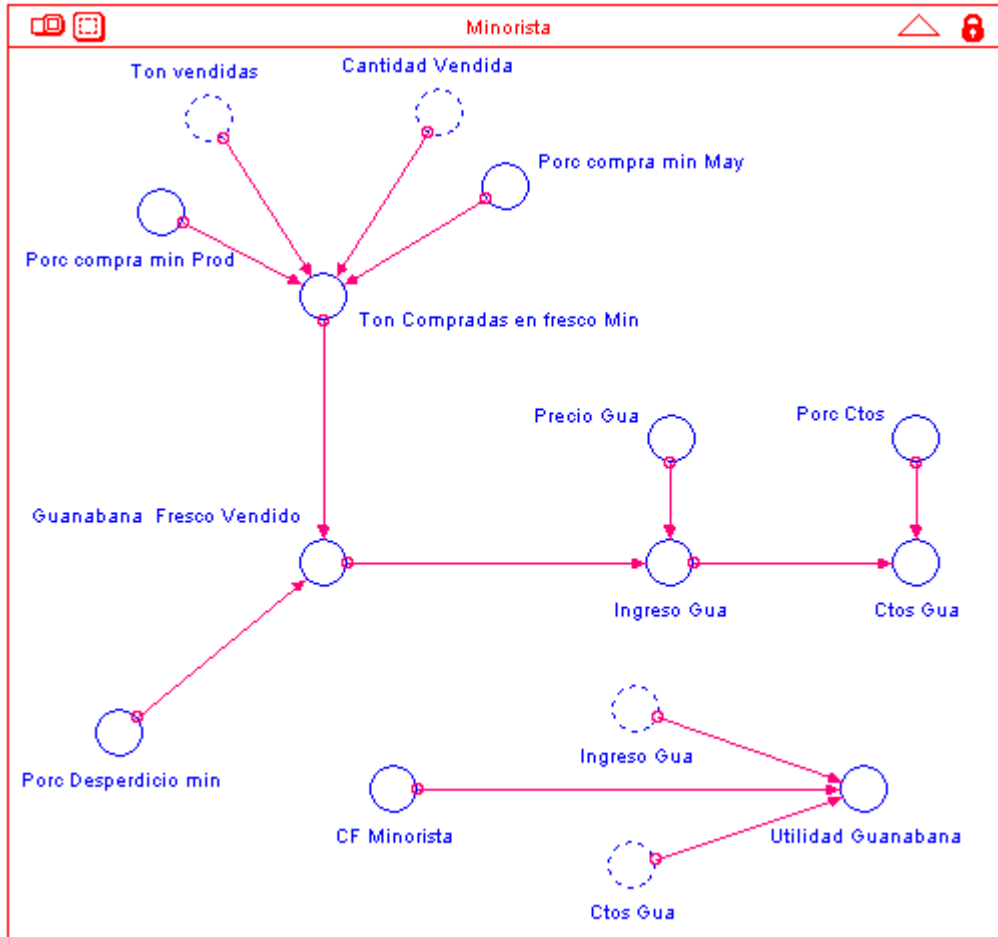 Minorista
Ton vendidas
Cantidad Vendida
Porc compra min May
Porc compra min Prod
Ton Compradas en fresco Min
Precio Gua
Porc Ctos
Guanabana  Fresco Vendido
Ingreso Gua
Ctos Gua
Ingreso Gua
Porc Desperdicio min
CF Minorista
Utilidad Guanabana
Ctos Gua